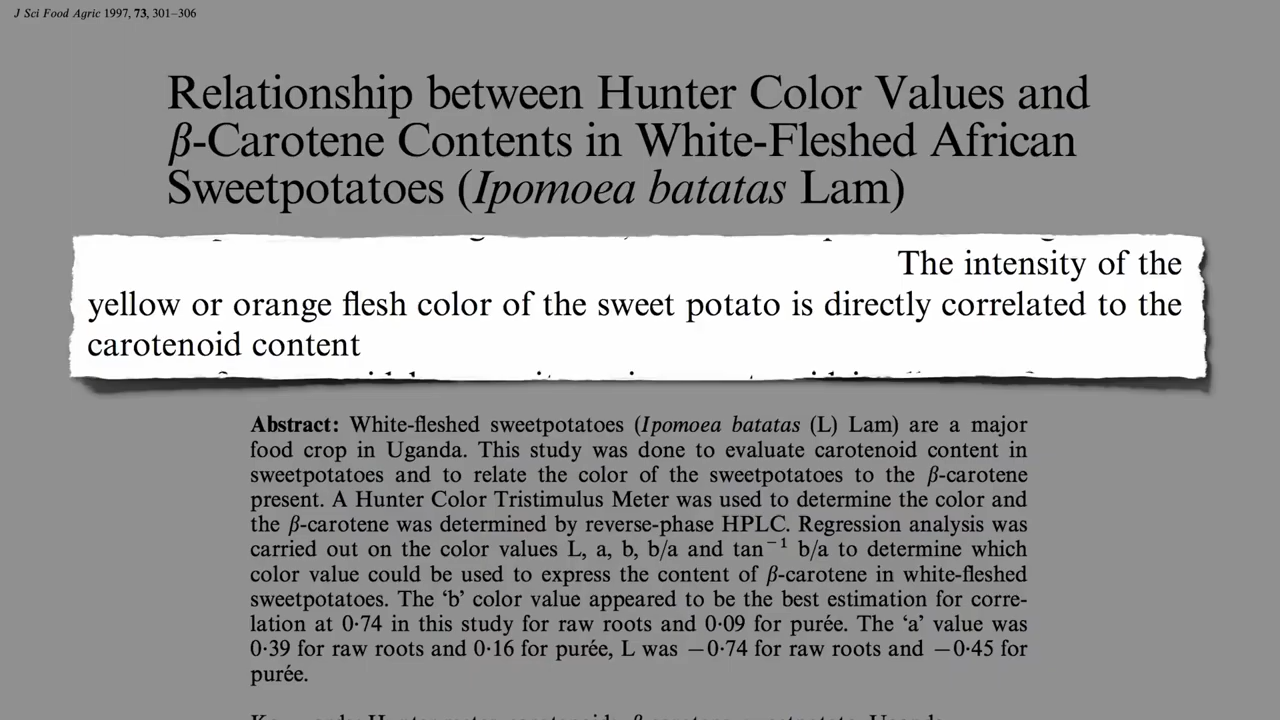 J Sci Food Agric 1997, 73, 301–306
Relationship between Hunter Color Values and
β-Carotene Contents in White-Fleshed African
Sweetpotatoes (Ipomoea batatas Lam)
The intensity of the
yellow or orange flesh color of the sweet potato is directly correlated to the
carotenoid content
Abstract: White-fleshed sweetpotatoes (Ipomoea batatas (L) Lam) are a major
food crop in Uganda. This study was done to evaluate carotenoid content in
sweetpotatoes and to relate the color of the sweetpotatoes to the β-carotene
present. A Hunter Color Tristimulus Meter was used to determine the color and
the β-carotene was determined by reverse-phase HPLC. Regression analysis was
carried out on the color values L, a, b, b/a and tan⁻¹ b/a to determine which
color value could be used to express the content of β-carotene in white-fleshed
sweetpotatoes. The ‘b’ color value appeared to be the best estimation for corre-
lation at 0·74 in this study for raw roots and 0·09 for purée. The ‘a’ value was
0·39 for raw roots and 0·16 for purée, L was −0·74 for raw roots and −0·45 for
purée.